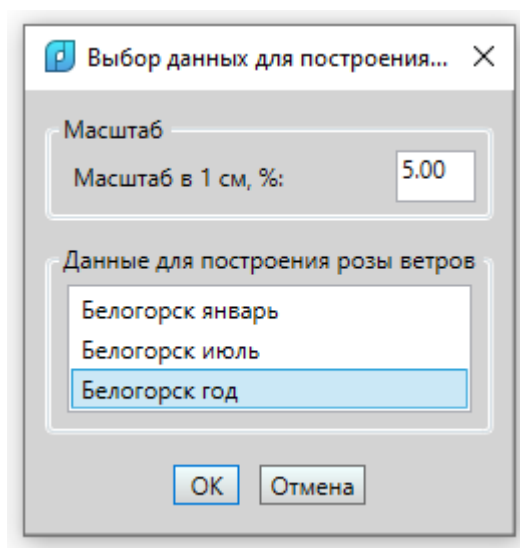 Выбор данных для построения...
Масштаб
Масштаб в 1 см, %:
5.00
Данные для построения розы ветров
Белогорск январь
Белогорск июль
Белогорск год
OK
Отмена